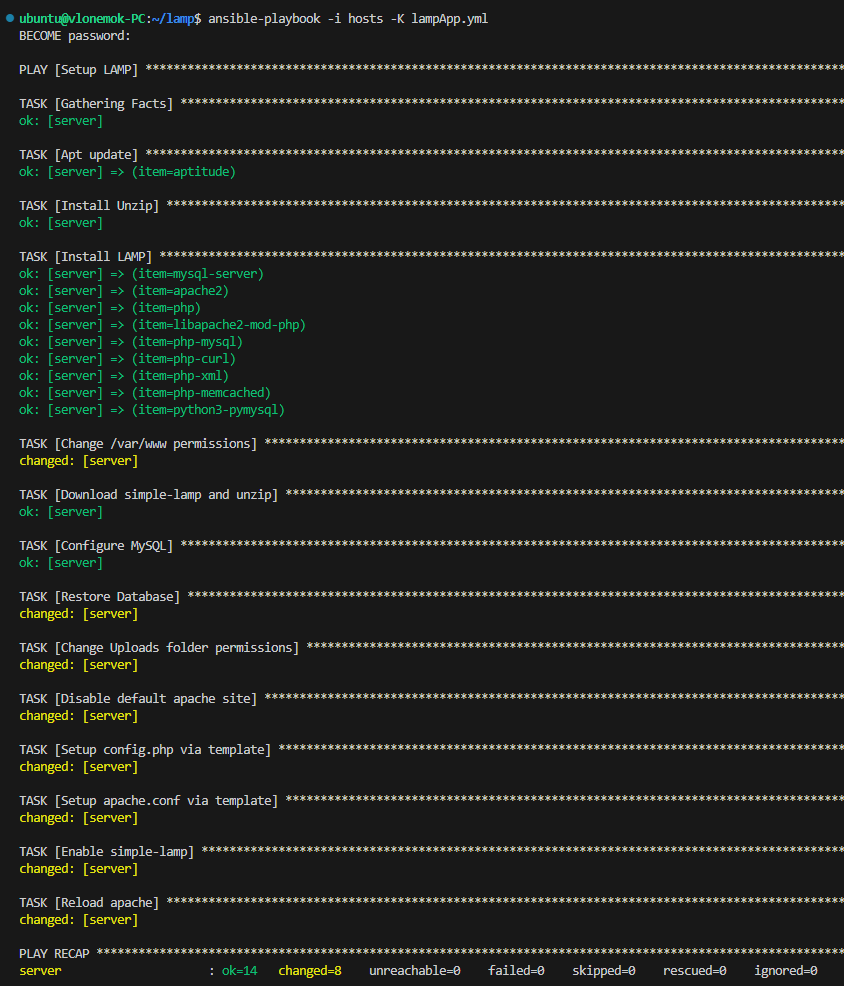 ubuntu@vlonemok-PC:~/lamp$ ansible-playbook -i hosts -K lampApp.yml
BECOME password:
PLAY [Setup LAMP] ****************************************************************************************************
TASK [Gathering Facts] ***********************************************************************************************
ok: [server]
TASK [Apt update] ****************************************************************************************************
ok: [server] => (item=aptitude)
TASK [Install Unzip] *************************************************************************************************
ok: [server]
TASK [Install LAMP] **************************************************************************************************
ok: [server] => (item=mysql-server)
ok: [server] => (item=apache2)
ok: [server] => (item=php)
ok: [server] => (item=libapache2-mod-php)
ok: [server] => (item=php-mysql)
ok: [server] => (item=php-curl)
ok: [server] => (item=php-xml)
ok: [server] => (item=php-memcached)
ok: [server] => (item=python3-pymysql)
TASK [Change /var/www permissions] ***********************************************************************************
changed: [server]
TASK [Download simple-lamp and unzip] ********************************************************************************
ok: [server]
TASK [Configure MySQL] ***********************************************************************************************
ok: [server]
TASK [Restore Database] **********************************************************************************************
changed: [server]
TASK [Change Uploads folder permissions] *****************************************************************************
changed: [server]
TASK [Disable default apache site] ***********************************************************************************
changed: [server]
TASK [Setup config.php via template] *********************************************************************************
changed: [server]
TASK [Setup apache.conf via template] ********************************************************************************
changed: [server]
TASK [Enable simple-lamp] ********************************************************************************************
changed: [server]
TASK [Reload apache] *************************************************************************************************
changed: [server]
PLAY RECAP ***********************************************************************************************************
server                     : ok=14   changed=8    unreachable=0    failed=0    skipped=0    rescued=0    ignored=0